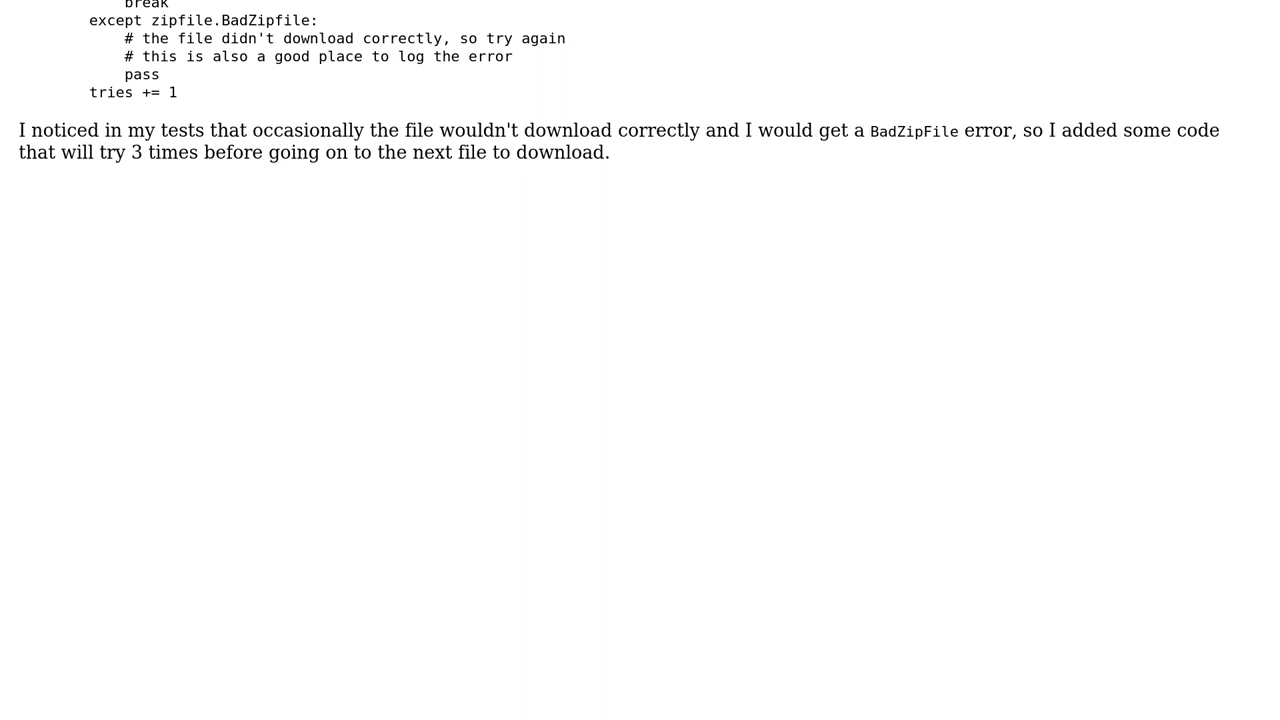 break
except zipfile.BadZipfile:
# the file didn't download correctly, so try again
# this is also a good place to log the error
pass
tries += 1
I noticed in my tests that occasionally the file wouldn't download correctly and I would get a BadZipFile error, so I added some code
that will try 3 times before going on to the next file to download.